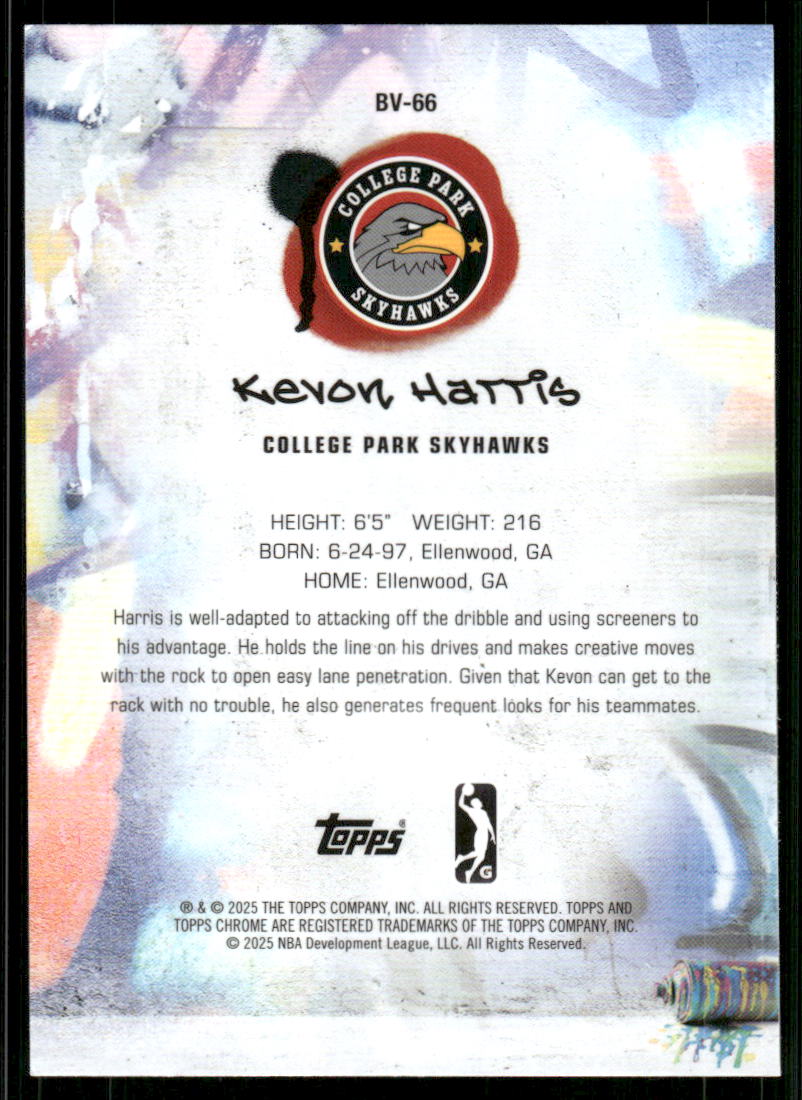 BV-66
COLLEGE PARK
SKYHAWKS
Kevon Harris
COLLEGE PARK SKYHAWKS
HEIGHT: 6'5" WEIGHT: 216
BORN: 6-24-97, Ellenwood, GA
HOME: Ellenwood, GA
Harris is well-adapted to attacking off the dribble and using screeners to
his advantage. He holds the line on his drives and makes creative moves
with the rock to open easy lane penetration. Given that Kevon can get to the
rack with no trouble, he also generates frequent looks for his teammates.
Topps®
G
® & © 2025 THE TOPPS COMPANY, INC. ALL RIGHTS RESERVED. TOPPS AND
TOPPS CHROME ARE REGISTERED TRADEMARKS OF THE TOPPS COMPANY, INC.
© 2025 NBA Development League, LLC. All Rights Reserved.